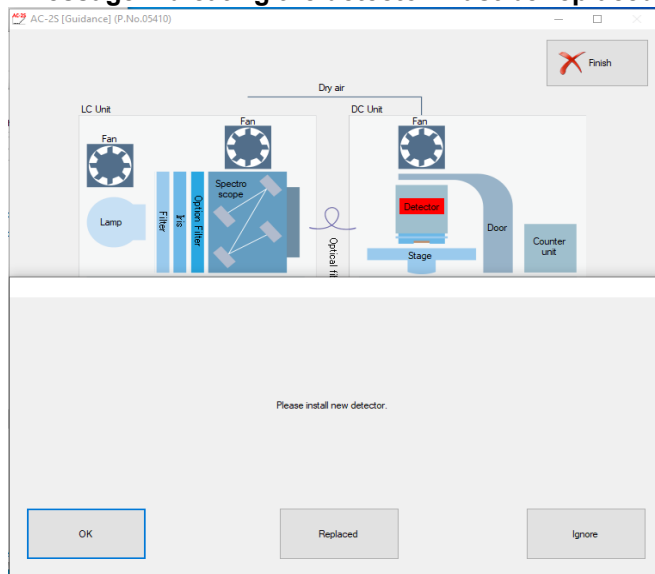 AC-2S [Guidance] (P.No.05410)
Finish
Dry air
LC Unit
DC Unit
Fan
Fan
Fan
Spectro
scope
Lamp
Filter
Iris
Option Filter
Optical
Detector
Door
Stage
Counter
unit
Please install new detector.
OK
Replaced
Ignore